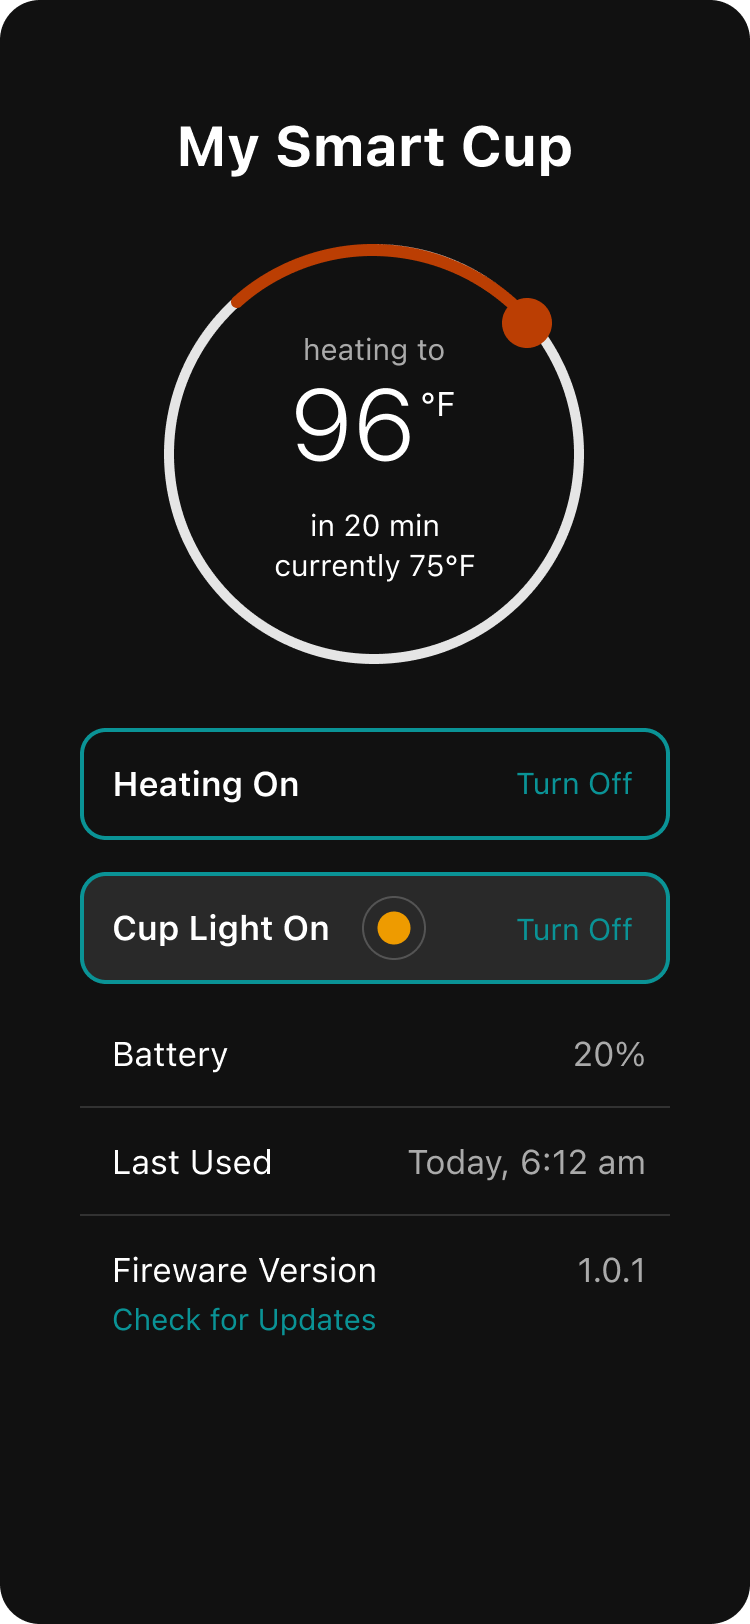 My Smart Cup
heating to
96 °F
in 20 min
currently 75°F
Heating On Turn Off
Cup Light On Turn Off
Battery 20%
Last Used Today, 6:12 am
Fireware Version 1.0.1
Check for Updates